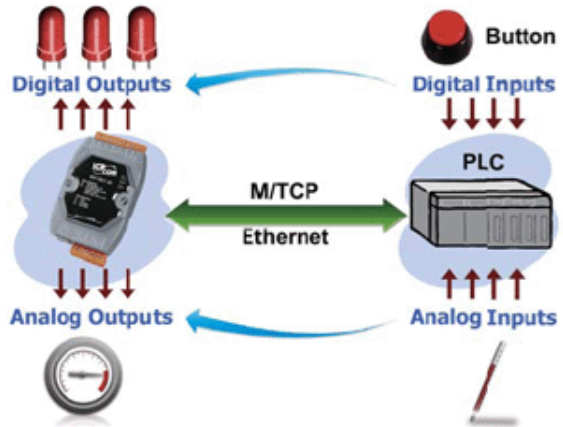 Button
Digital Outputs
Digital Inputs
PLC
M/TCP
Ethernet
Analog Outputs
Analog Inputs